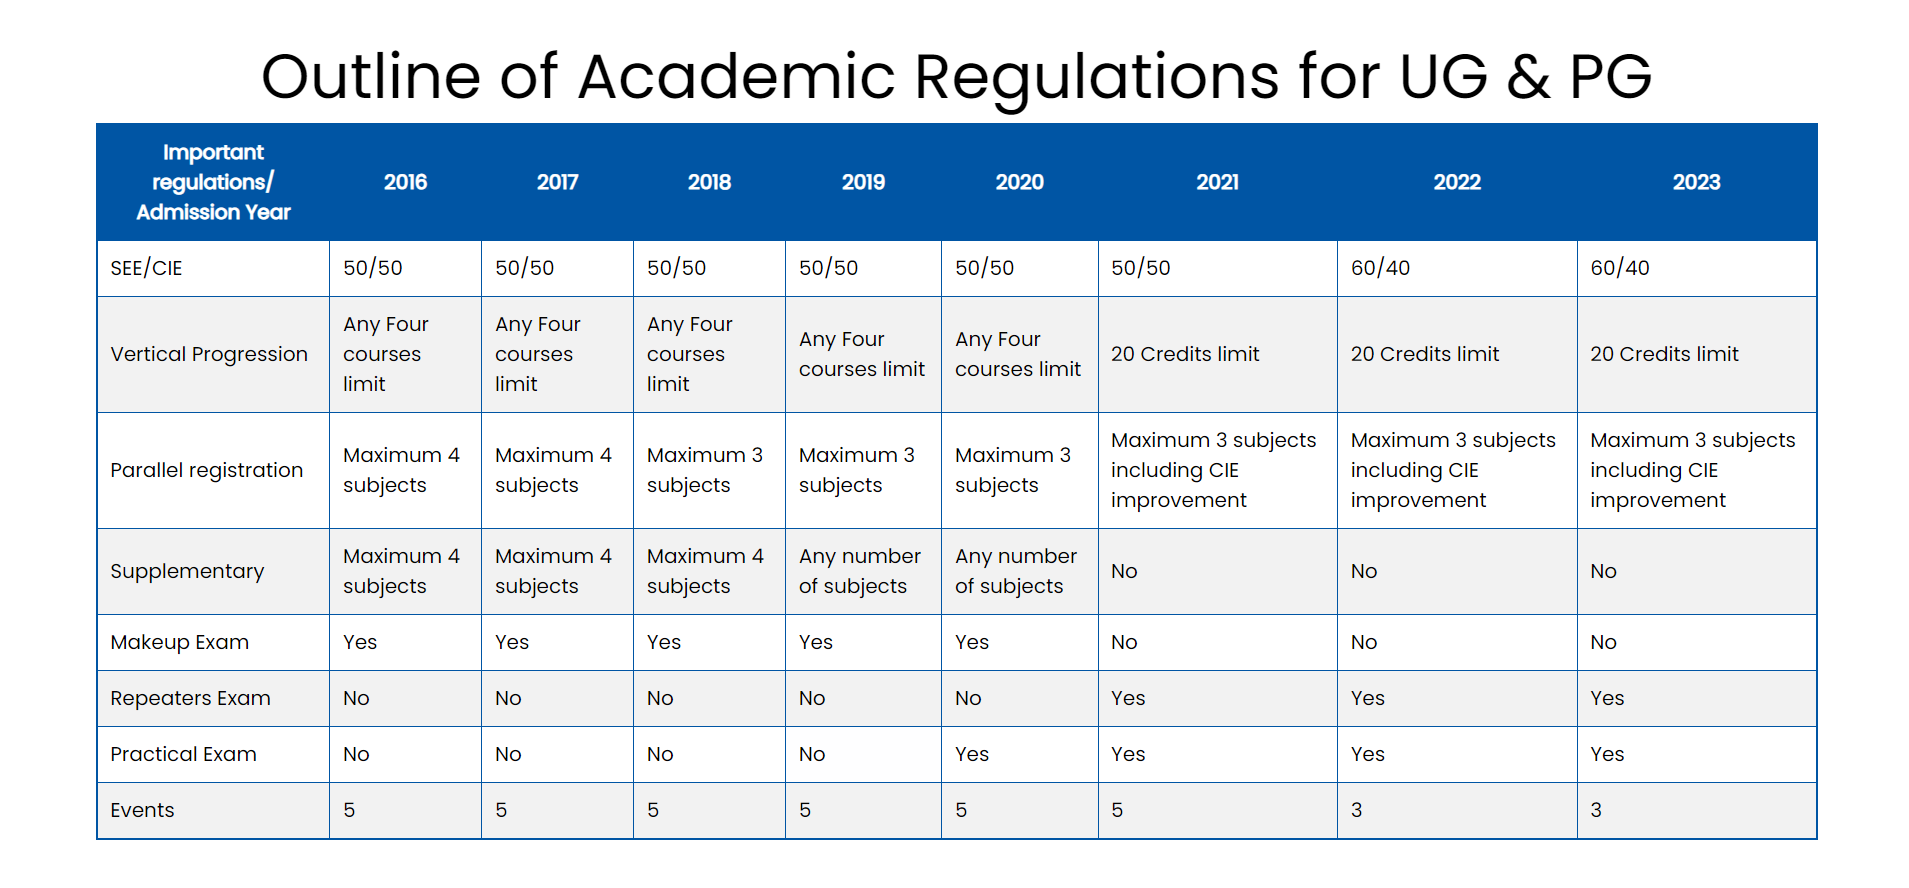 Outline of Academic Regulations for UG & PG
Important regulations/ Admission Year 2016 2017 2018 2019 2020 2021 2022 2023
SEE/CIE 50/50 50/50 50/50 50/50 50/50 50/50 60/40 60/40
Vertical Progression Any Four courses limit Any Four courses limit Any Four courses limit Any Four courses limit Any Four courses limit 20 Credits limit 20 Credits limit 20 Credits limit
Parallel registration Maximum 4 subjects Maximum 4 subjects Maximum 3 subjects Maximum 3 subjects Maximum 3 subjects Maximum 3 subjects including CIE improvement Maximum 3 subjects including CIE improvement Maximum 3 subjects including CIE improvement
Supplementary Maximum 4 subjects Maximum 4 subjects Maximum 4 subjects Any number of subjects Any number of subjects No No No
Makeup Exam Yes Yes Yes Yes Yes No No No
Repeaters Exam No No No No No Yes Yes Yes
Practical Exam No No No No Yes Yes Yes Yes
Events 5 5 5 5 5 5 3 3